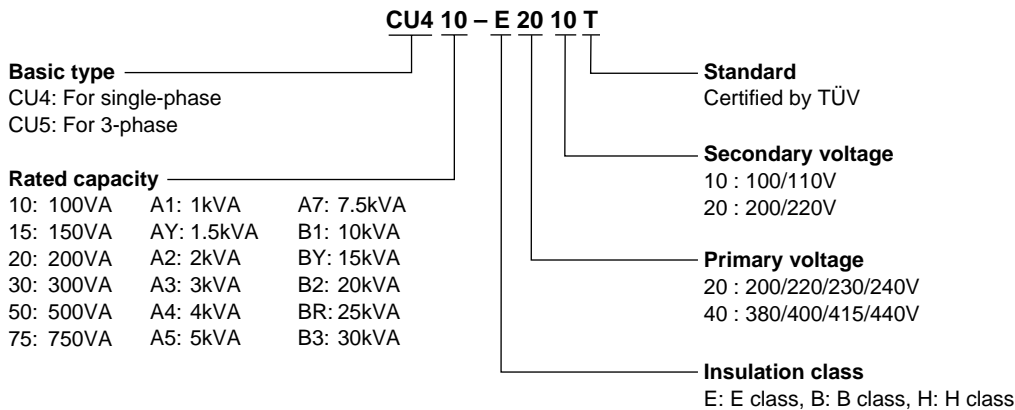 CU4 10 – E 20 10 T
Basic type
CU4: For single-phase
CU5: For 3-phase
Rated capacity
10: 100VA A1: 1kVA A7: 7.5kVA
15: 150VA AY: 1.5kVA B1: 10kVA
20: 200VA A2: 2kVA BY: 15kVA
30: 300VA A3: 3kVA B2: 20kVA
50: 500VA A4: 4kVA BR: 25kVA
75: 750VA A5: 5kVA B3: 30kVA
Standard
Certified by TÜV
Secondary voltage
10 : 100/110V
20 : 200/220V
Primary voltage
20 : 200/220/230/240V
40 : 380/400/415/440V
Insulation class
E: E class, B: B class, H: H class